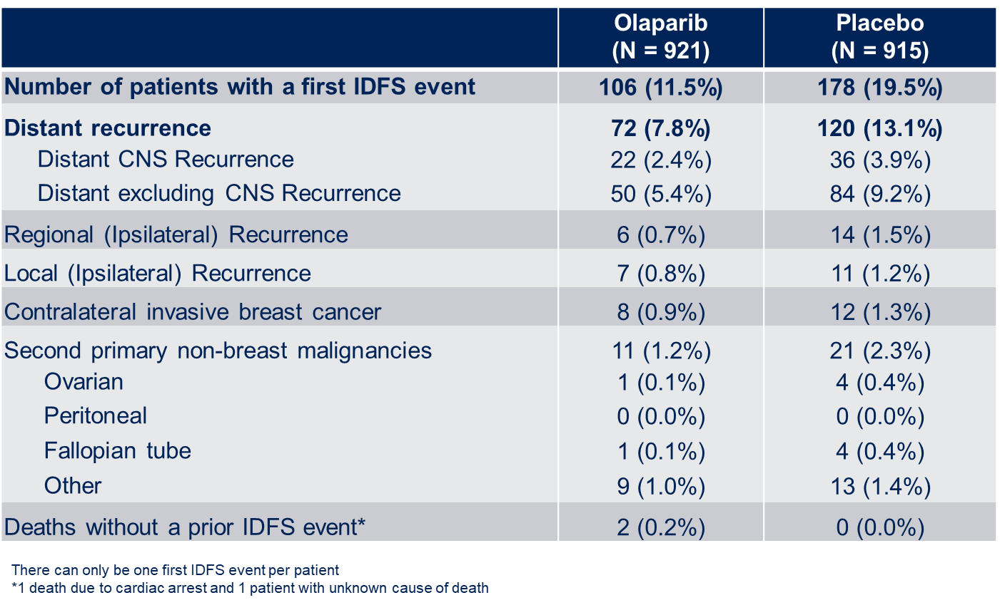 Olaparib Placebo
(N = 921) (N = 915)
Number of patients with a first IDFS event 106 (11.5%) 178 (19.5%)
Distant recurrence 72 (7.8%) 120 (13.1%)
Distant CNS Recurrence 22 (2.4%) 36 (3.9%)
Distant excluding CNS Recurrence 50 (5.4%) 84 (9.2%)
Regional (Ipsilateral) Recurrence 6 (0.7%) 14 (1.5%)
Local (Ipsilateral) Recurrence 7 (0.8%) 11 (1.2%)
Contralateral invasive breast cancer 8 (0.9%) 12 (1.3%)
Second primary non-breast malignancies 11 (1.2%) 21 (2.3%)
Ovarian 1 (0.1%) 4 (0.4%)
Peritoneal 0 (0.0%) 0 (0.0%)
Fallopian tube 1 (0.1%) 4 (0.4%)
Other 9 (1.0%) 13 (1.4%)
Deaths without a prior IDFS event* 2 (0.2%) 0 (0.0%)
There can only be one first IDFS event per patient
*1 death due to cardiac arrest and 1 patient with unknown cause of death